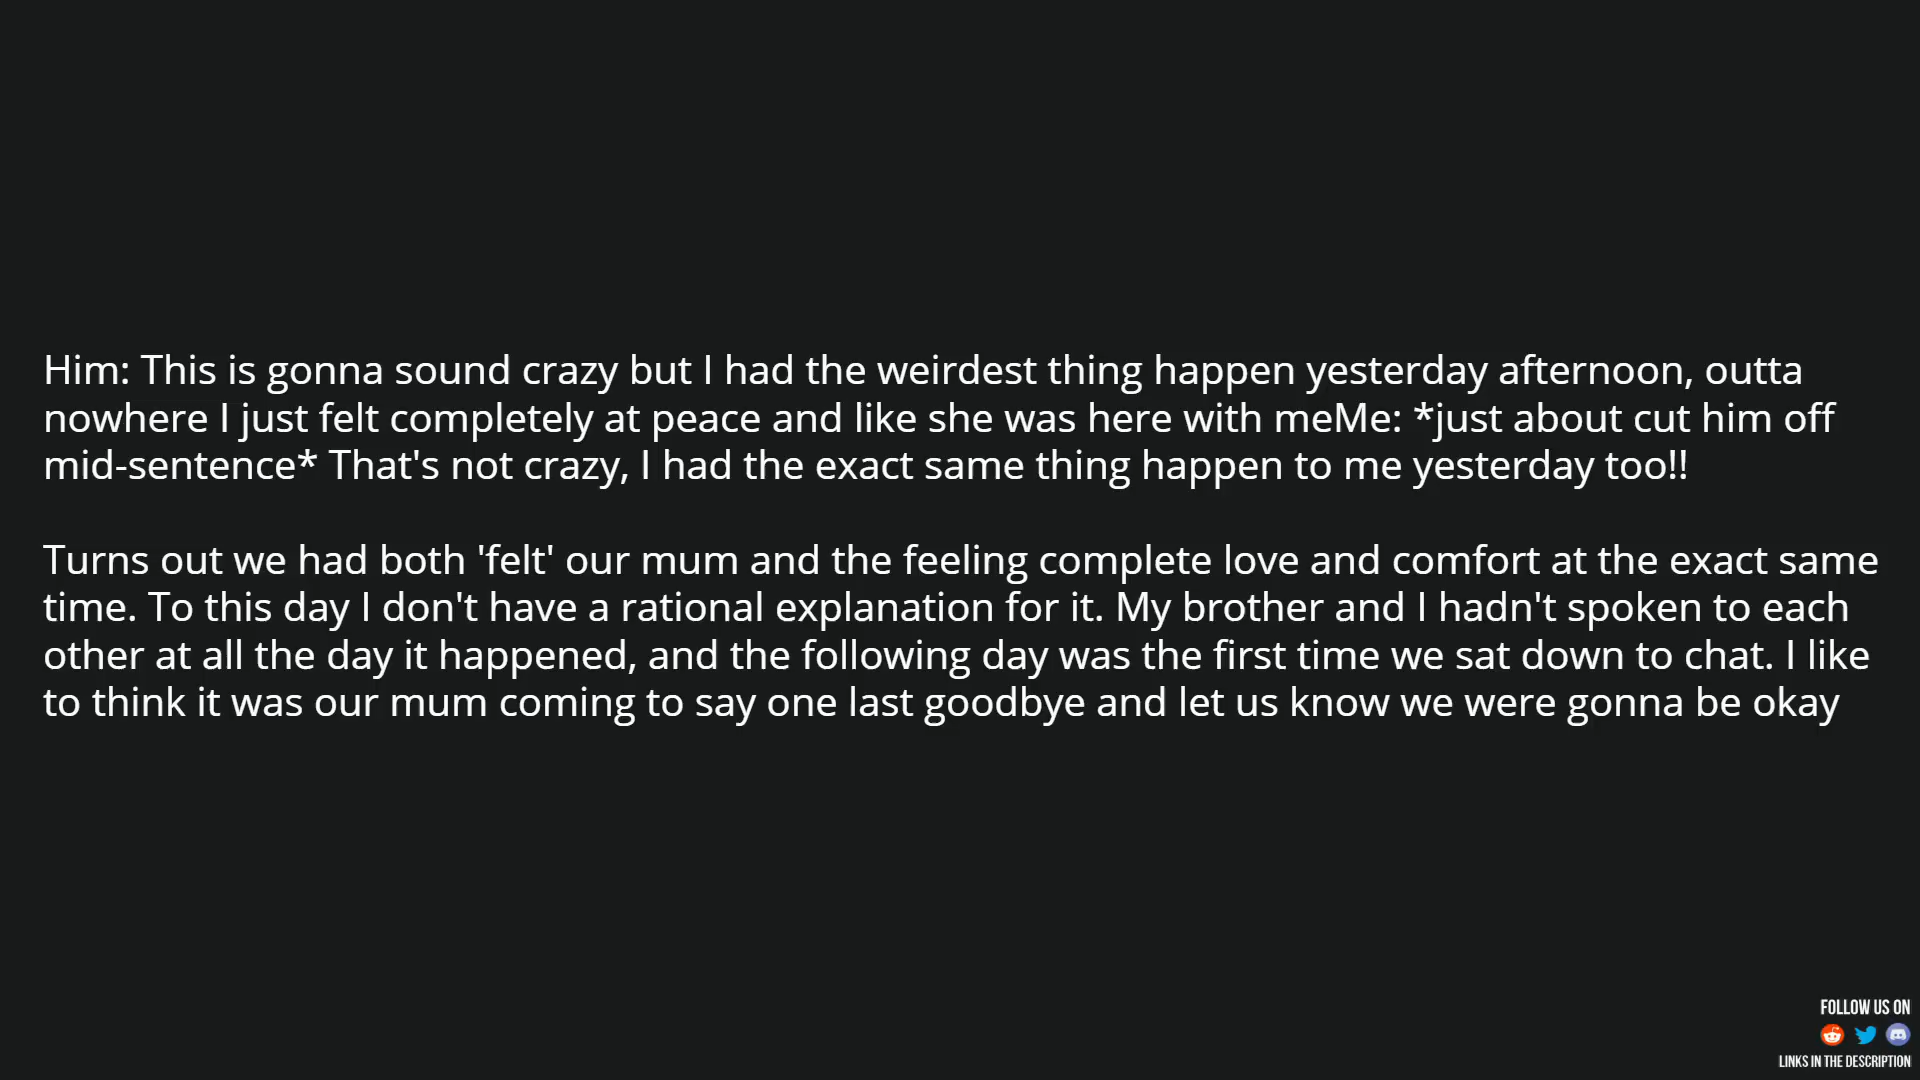 Him: This is gonna sound crazy but I had the weirdest thing happen yesterday afternoon, outta
nowhere I just felt completely at peace and like she was here with meMe: *just about cut him off
mid-sentence* That's not crazy, I had the exact same thing happen to me yesterday too!!
Turns out we had both 'felt' our mum and the feeling complete love and comfort at the exact same
time. To this day I don't have a rational explanation for it. My brother and I hadn't spoken to each
other at all the day it happened, and the following day was the first time we sat down to chat. I like
to think it was our mum coming to say one last goodbye and let us know we were gonna be okay
FOLLOW US ON
LINKS IN THE DESCRIPTION